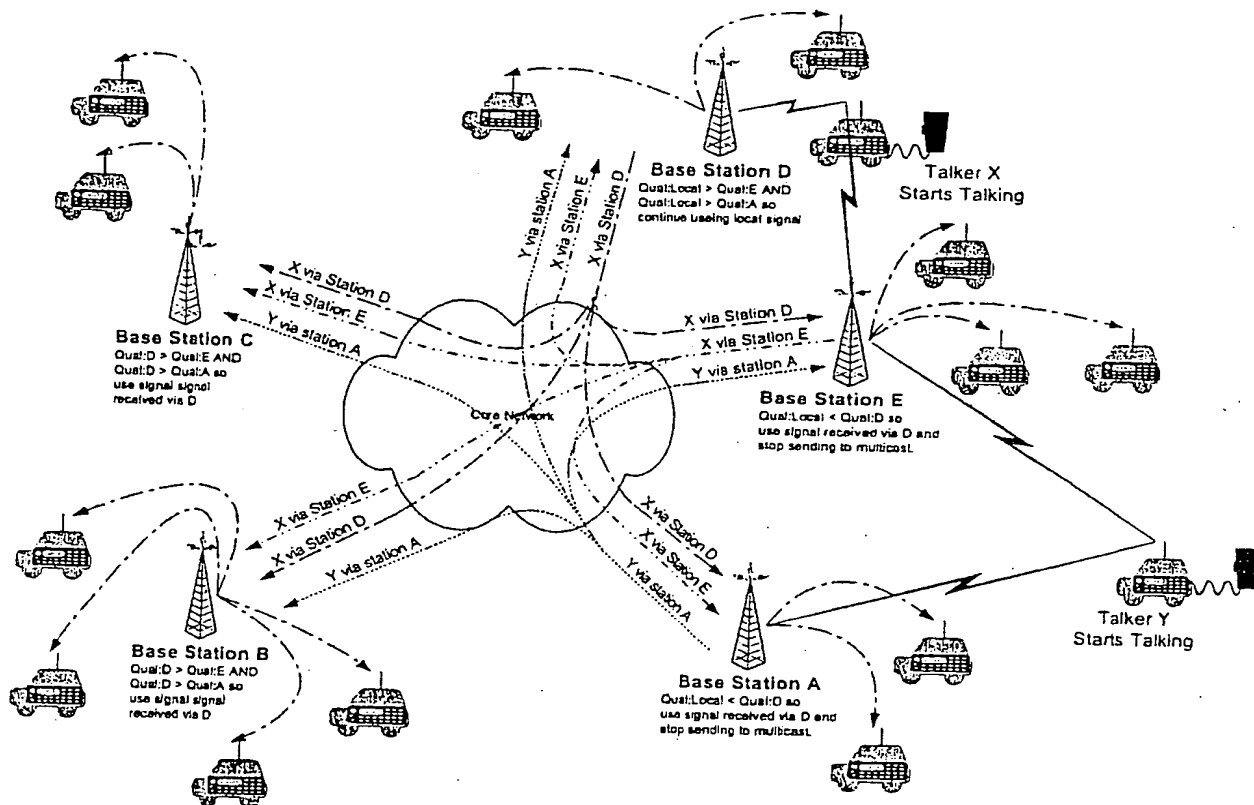 Base Station D
Qual:Local > Qual:E AND
Qual:Local > Qual:A so
continue useing local signal
Talker X
Starts Talking
Y via station A
X via Station E
X via Station D
X via Station D
X via Station E
Y via station A
Base Station C
Qual:D > Qual:E AND
Qual:D > Qual:A so
use signal signal
received via D
X via Station D
X via Station E
Y via station A
Base Station E
Qual:Local < Qual:D so
use signal received via D and
stop sending to multicast.
Core Network
X via Station E
X via Station D
Y via station A
X via Station D
X via Station E
Y via station A
Base Station B
Qual:D > Qual:E AND
Qual:D > Qual:A so
use signal signal
received via D
Base Station A
Qual:Local < Qual:D so
use signal received via D and
stop sending to multicast.
Talker Y
Starts Talking